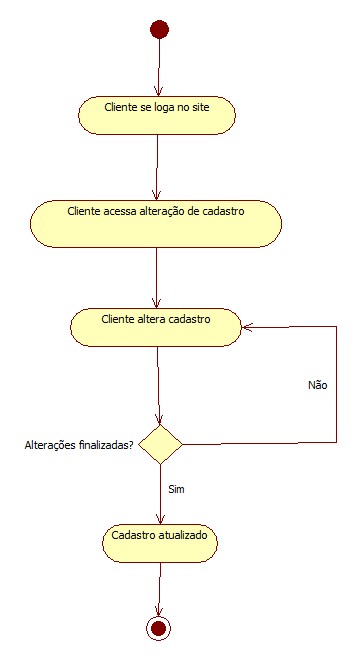 Cliente se loga no site
Cliente acessa alteração de cadastro
Cliente altera cadastro
Não
Alterações finalizadas?
Sim
Cadastro atualizado